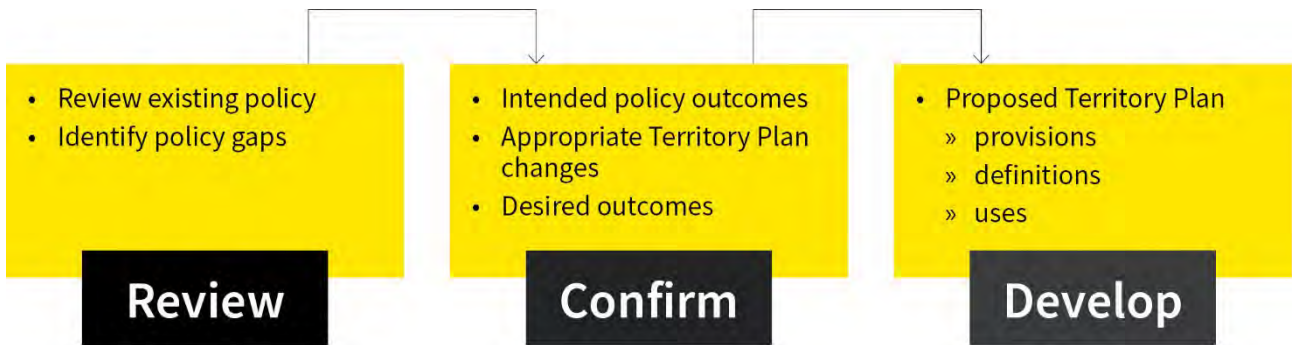 • Review existing policy
• Identify policy gaps
Review
• Intended policy outcomes
• Appropriate Territory Plan
changes
• Desired outcomes
Confirm
• Proposed Territory Plan
» provisions
» definitions
» uses
Develop